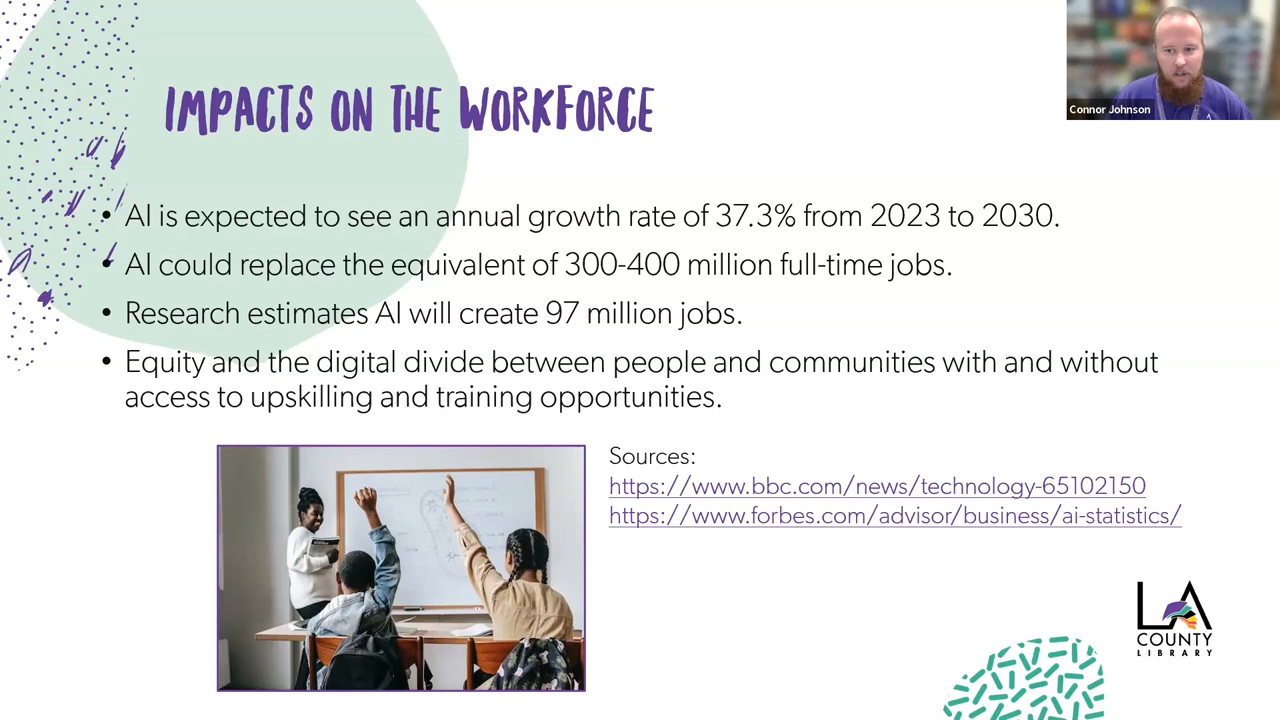 Connor Johnson
IMPACTS ON THE WORKFORCE
• AI is expected to see an annual growth rate of 37.3% from 2023 to 2030.
• AI could replace the equivalent of 300-400 million full-time jobs.
• Research estimates AI will create 97 million jobs.
• Equity and the digital divide between people and communities with and without
access to upskilling and training opportunities.
Sources:
https://www.bbc.com/news/technology-65102150
https://www.forbes.com/advisor/business/ai-statistics/
LA
COUNTY
LIBRARY